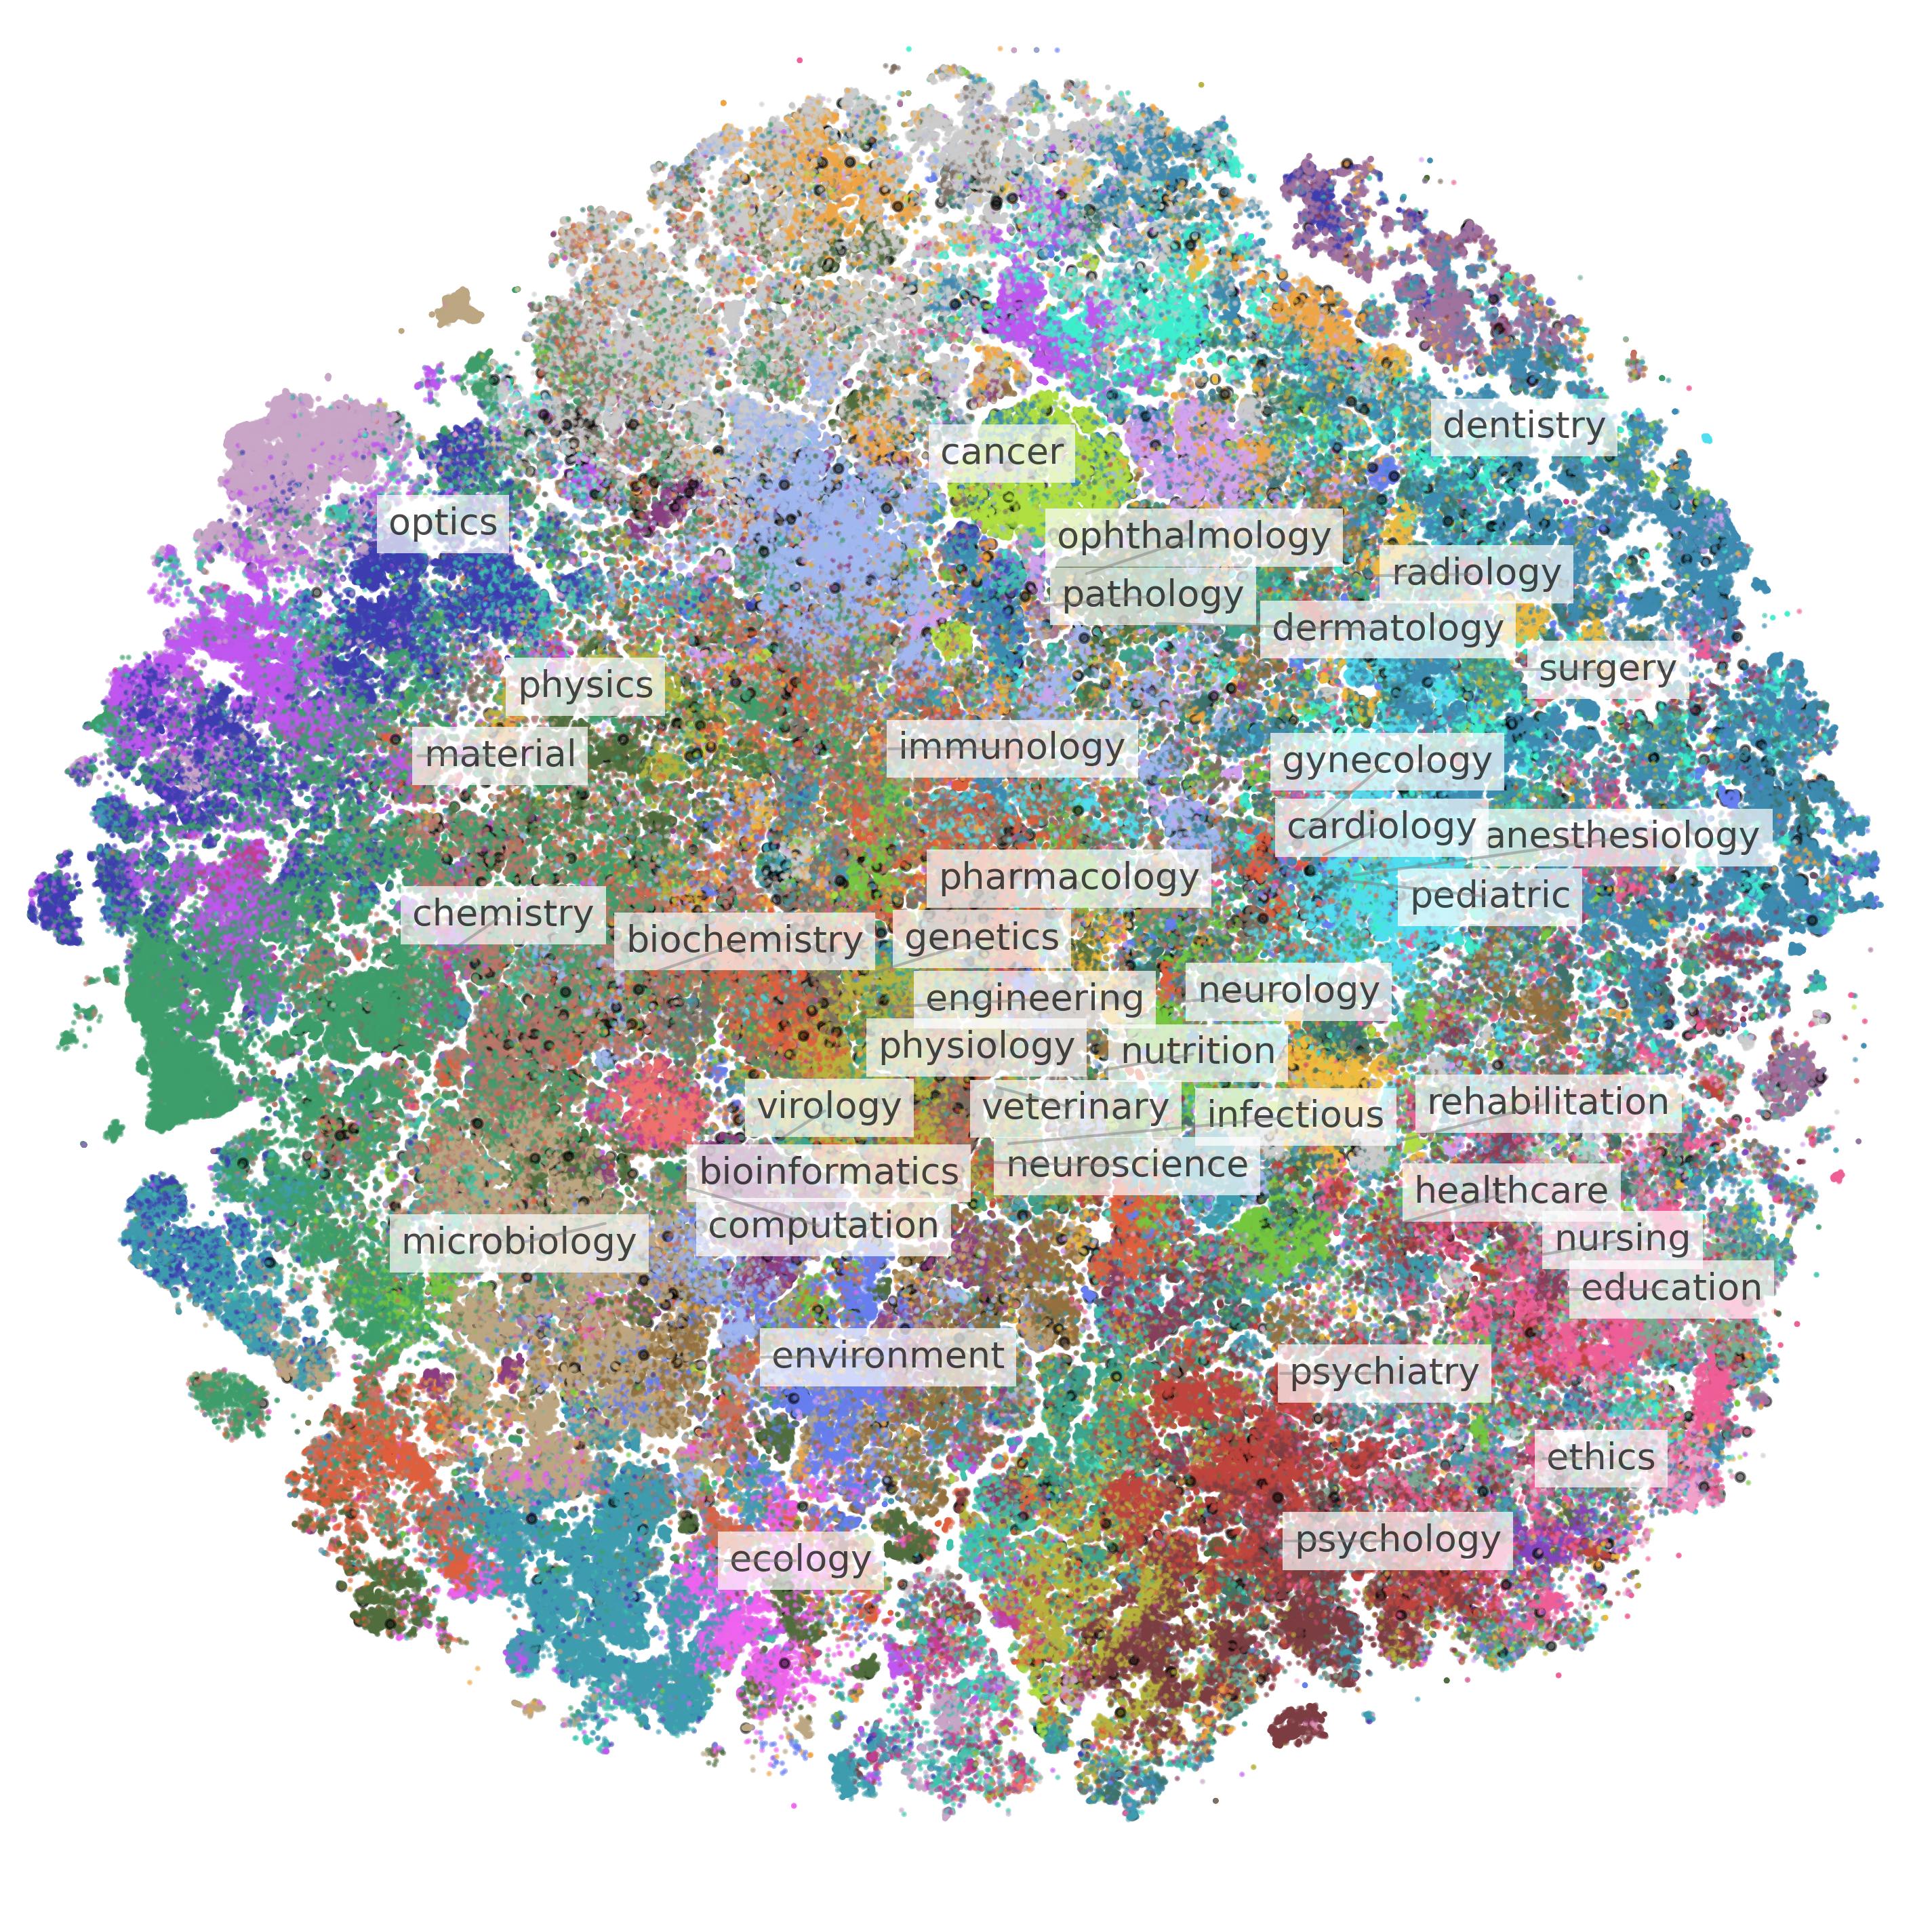 dentistry
cancer
optics
ophthalmology
radiology
pathology
dermatology
surgery
physics
immunology
material
gynecology
cardiology
anesthesiology
pharmacology
pediatric
chemistry
biochemistry
genetics
neurology
engineering
physiology
nutrition
rehabilitation
virology
veterinary
infectious
neuroscience
bioinformatics
healthcare
computation
nursing
microbiology
education
environment
psychiatry
ethics
psychology
ecology